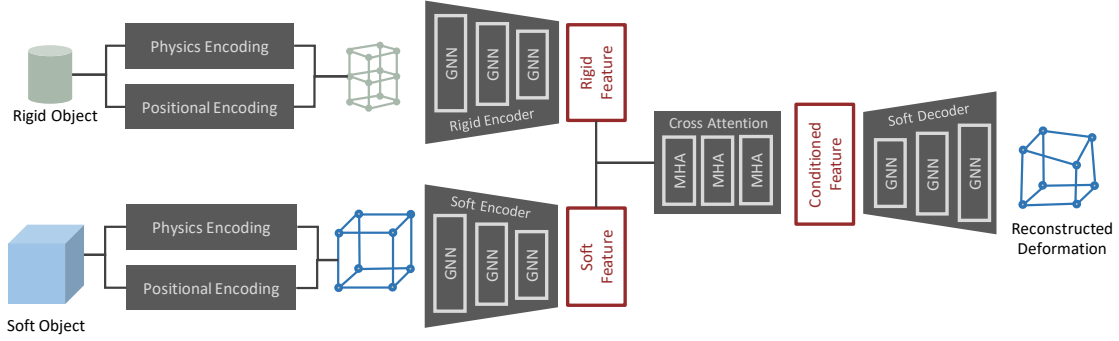 Rigid Object
Physics Encoding
Positional Encoding
GNN
GNN
GNN
Rigid Encoder
Rigid
Feature
Soft Object
Physics Encoding
Positional Encoding
Soft Encoder
GNN
GNN
GNN
Soft
Feature
Cross Attention
MHA
MHA
MHA
Conditioned
Feature
Soft Decoder
GNN
GNN
GNN
Reconstructed
Deformation